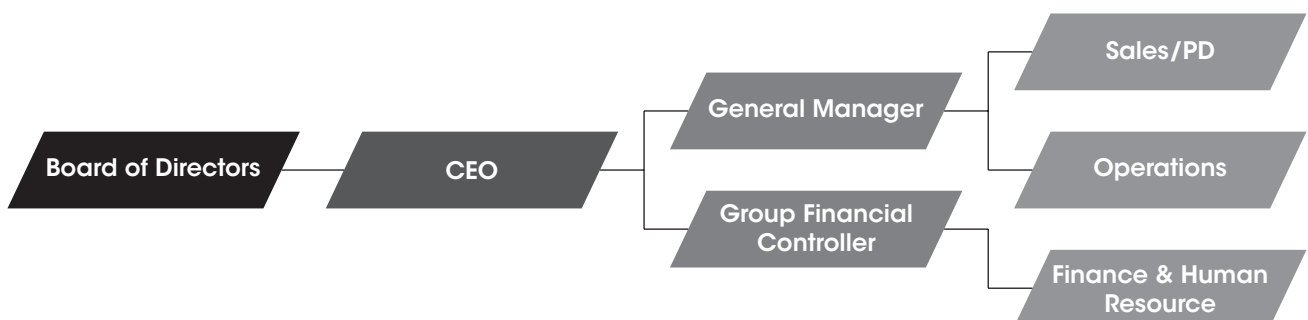 Board of Directors
CEO
General Manager
Group Financial
Controller
Sales/PD
Operations
Finance & Human
Resource